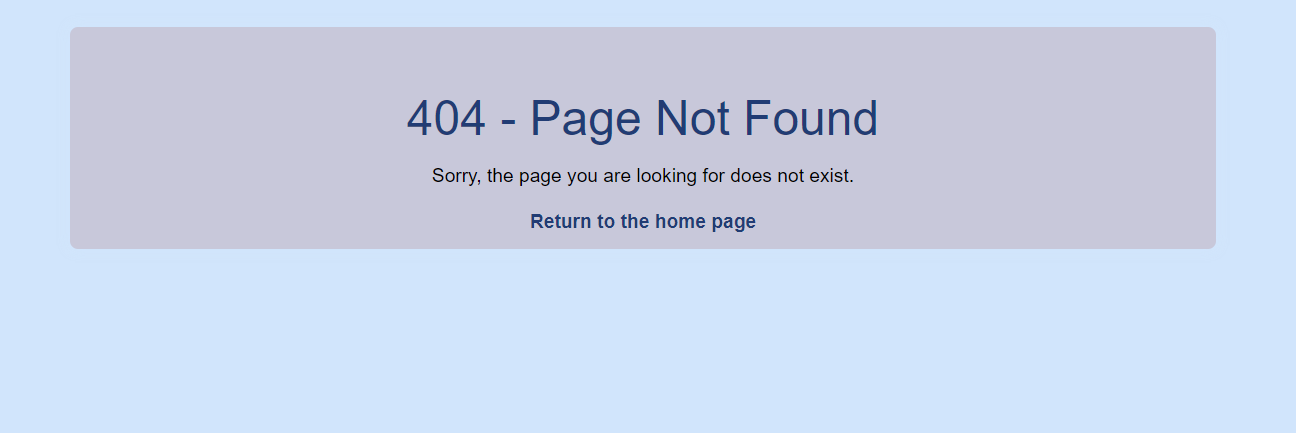 404 - Page Not Found
Sorry, the page you are looking for does not exist.
Return to the home page